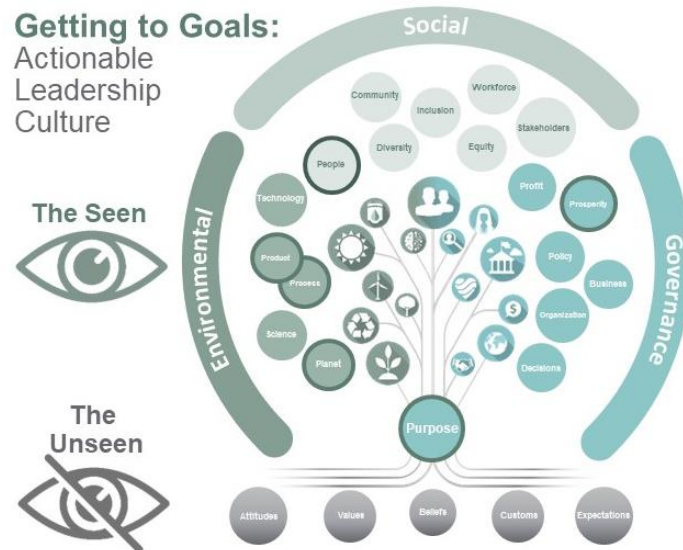 Getting to Goals:
Actionable
Leadership
Culture
Social
Environmental
Governance
The Seen
The
Unseen
Community
Inclusion
Workforce
Stakeholders
Diversity
Equity
People
Technology
Product
Process
Science
Planet
Profit
Prosperity
Policy
Business
Organization
Decisions
$
Purpose
Attitudes
Values
Beliefs
Customs
Expectations